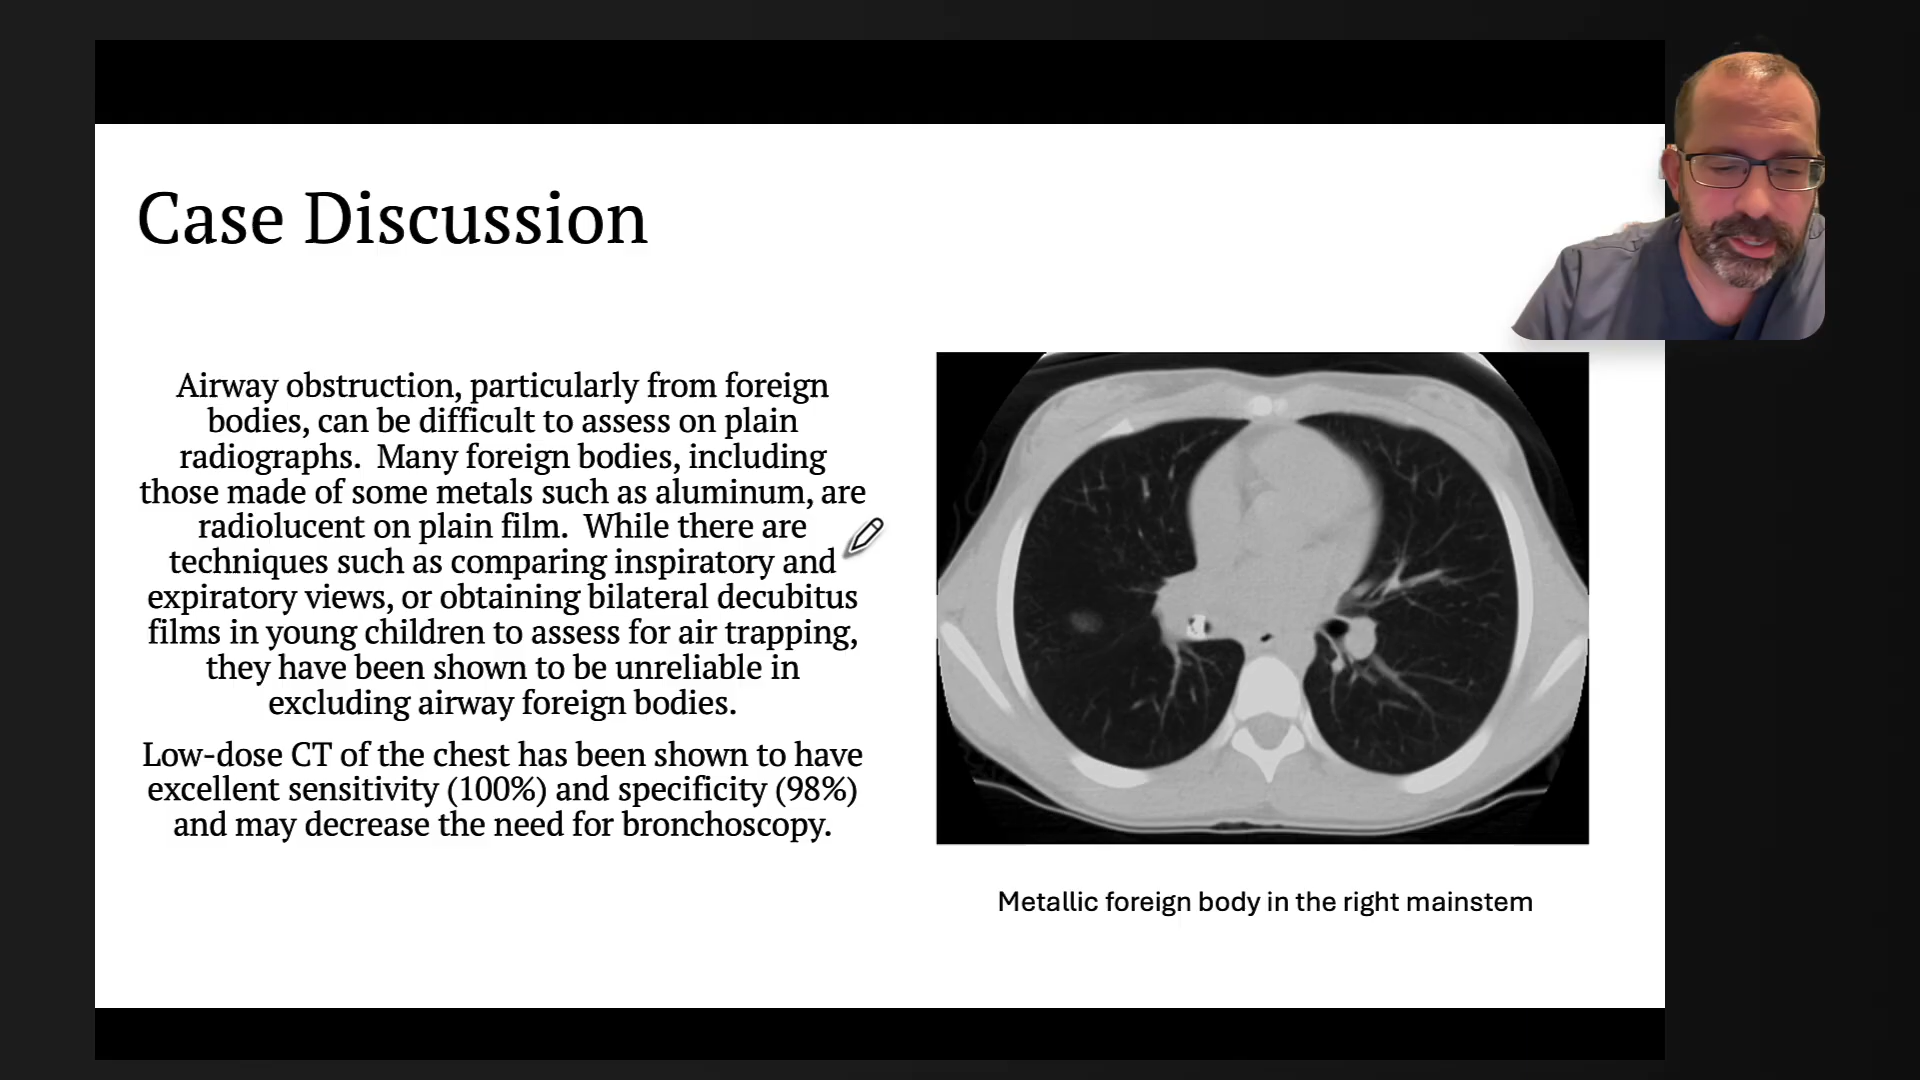 Case Discussion
Airway obstruction, particularly from foreign
bodies, can be difficult to assess on plain
radiographs.  Many foreign bodies, including
those made of some metals such as aluminum, are
radiolucent on plain film.  While there are
techniques such as comparing inspiratory and
expiratory views, or obtaining bilateral decubitus
films in young children to assess for air trapping,
they have been shown to be unreliable in
excluding airway foreign bodies.
Low-dose CT of the chest has been shown to have
excellent sensitivity (100%) and specificity (98%)
and may decrease the need for bronchoscopy.
Metallic foreign body in the right mainstem